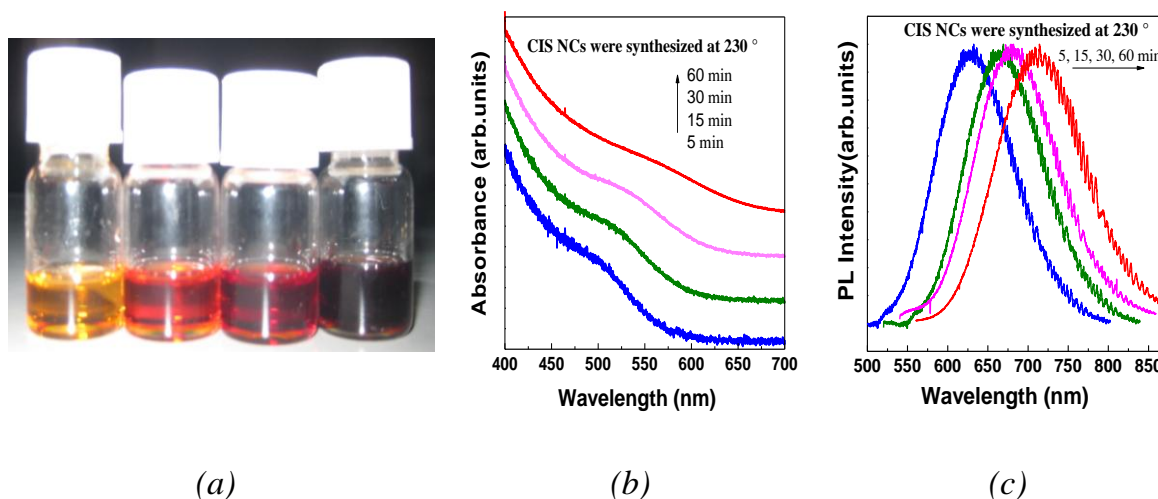 CIS NCs were synthesized at 230 °
60 min
30 min
15 min
5 min
Absorbance (arb.units)
400 450 500 550 600 650 700
Wavelength (nm)
CIS NCs were synthesized at 230 °
5, 15, 30, 60 min
PL Intensity(arb.units)
500 550 600 650 700 750 800 850
Wavelength (nm)
(a) (b) (c)